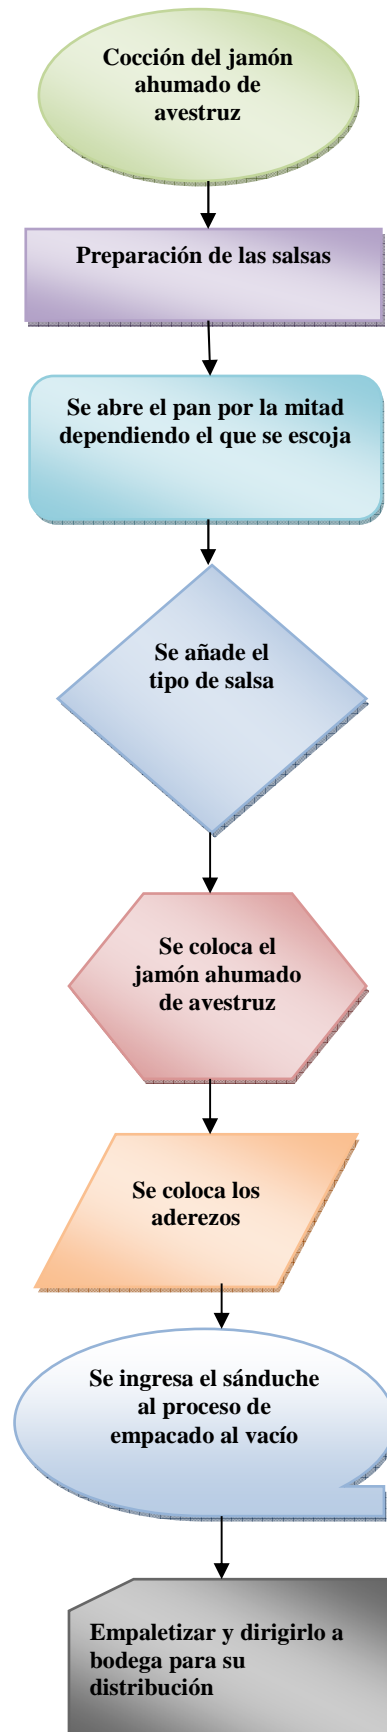 Cocción del jamón
ahumado de
avestruz
Preparación de las salsas
Se abre el pan por la mitad
dependiendo el que se escoja
Se añade el
tipo de salsa
Se coloca el
jamón ahumado
de avestruz
Se coloca los
aderezos
Se ingresa el sánduche
al proceso de
empacado al vacío
Empaletizar y dirigirlo a
bodega para su
distribución